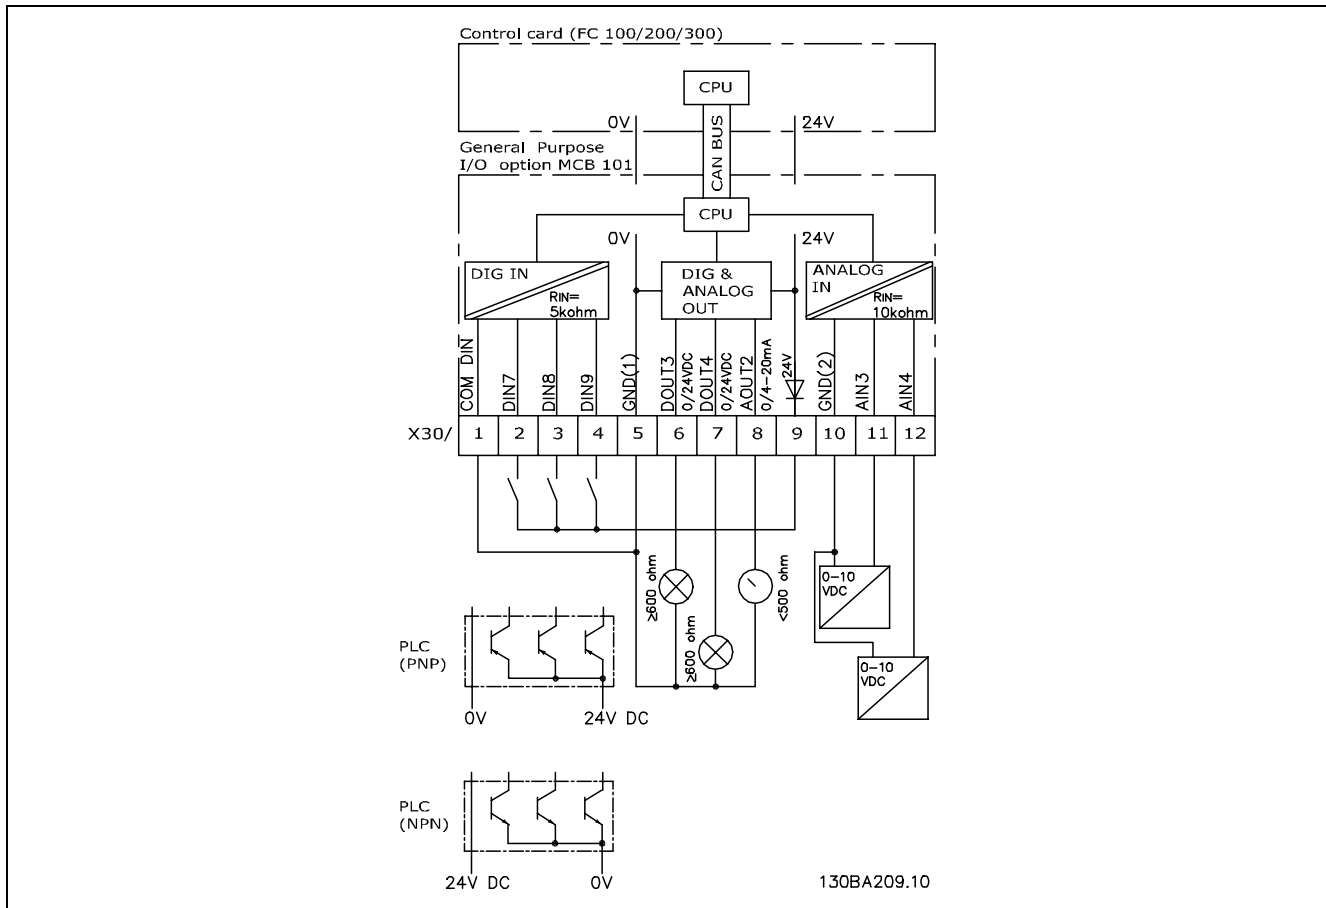 Control card (FC 100/200/300)
CPU
0V
24V
CAN BUS
General Purpose
I/O option MCB 101
CPU
0V
24V
DIG IN
RIN=
5kohm
DIG &
ANALOG
OUT
ANALOG
IN
RIN=
10kohm
COM DIN
DIN7
DIN8
DIN9
GND(1)
DOUT3
0/24VDC
DOUT4
0/24VDC
AOUT2
0/4-20mA
24V
GND(2)
AIN3
AIN4
X30/ 1 2 3 4 5 6 7 8 9 10 11 12
≥600 ohm
≥600 ohm
<500 ohm
0-10
VDC
0-10
VDC
PLC
(PNP)
0V
24V DC
PLC
(NPN)
24V DC
0V
130BA209.10